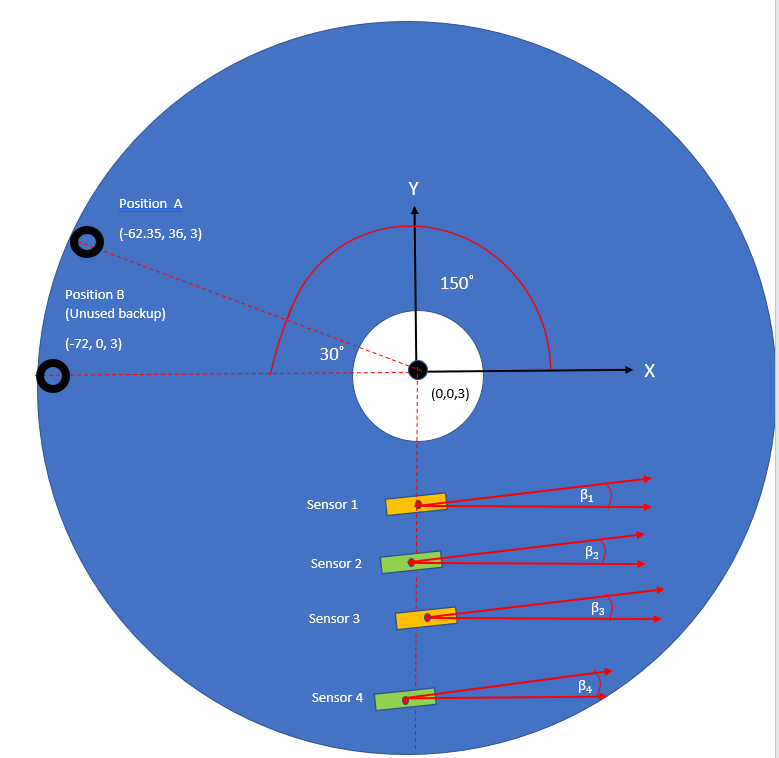 Y
Position A
(-62.35, 36, 3)
150˚
Position B
(Unused backup)
(-72, 0, 3)
30˚
X
(0,0,3)
Sensor 1
β₁
Sensor 2
β₂
Sensor 3
β₃
Sensor 4
β₄